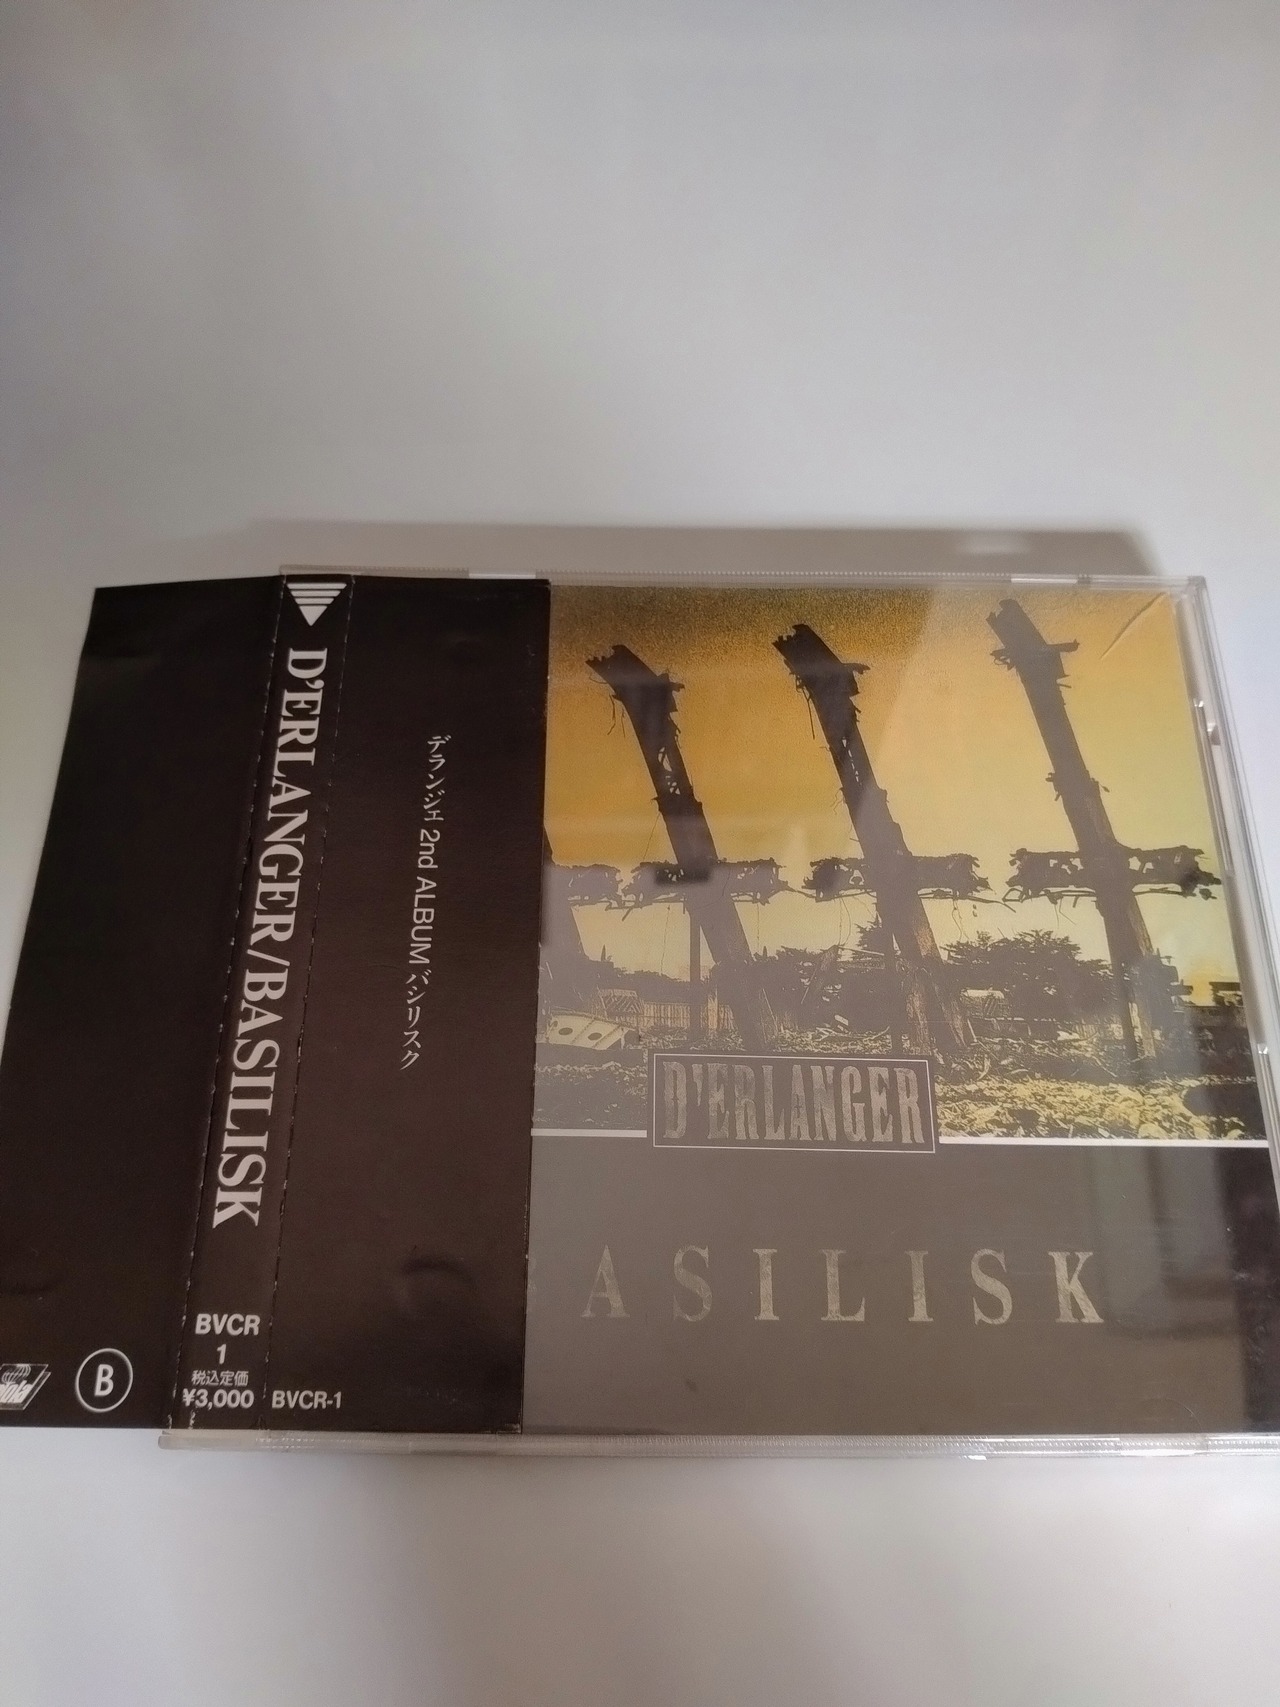 D'ERLANGER/BASILISK
BVCR
1
税込定価
¥3,000
B
デランジェ 2nd ALBUM バシリスク
BVCR-1
D'ERLANGER
BASILISK